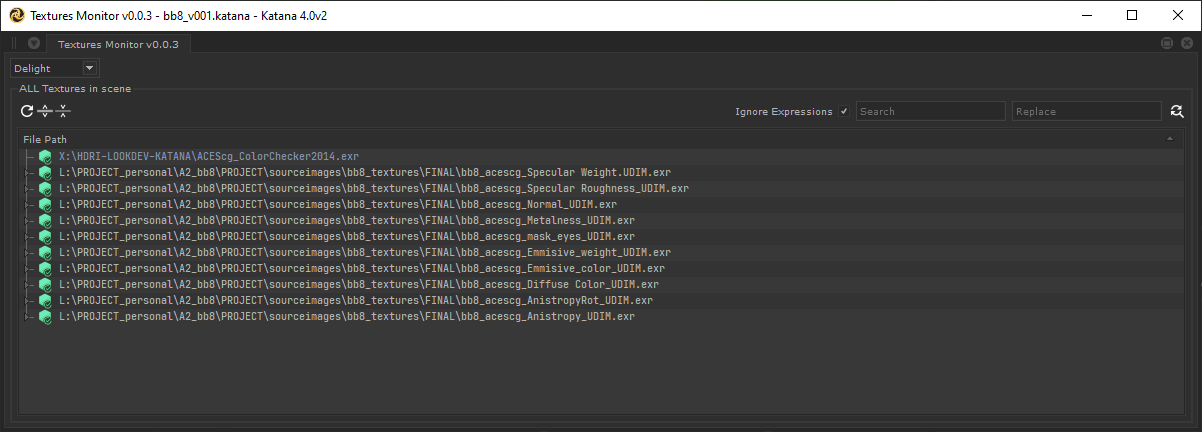 Textures Monitor v0.0.3 - bb8_v001.katana - Katana 4.0v2
Textures Monitor v0.0.3
Delight
ALL Textures in scene
Ignore Expressions Search Replace
File Path
X:\HDRI-LOOKDEV-KATANA\ACEScg_ColorChecker2014.exr
L:\PROJECT_personal\A2_bb8\PROJECT\sourceimages\bb8_textures\FINAL\bb8_acescg_Specular Weight.UDIM.exr
L:\PROJECT_personal\A2_bb8\PROJECT\sourceimages\bb8_textures\FINAL\bb8_acescg_Specular Roughness_UDIM.exr
L:\PROJECT_personal\A2_bb8\PROJECT\sourceimages\bb8_textures\FINAL\bb8_acescg_Normal_UDIM.exr
L:\PROJECT_personal\A2_bb8\PROJECT\sourceimages\bb8_textures\FINAL\bb8_acescg_Metalness_UDIM.exr
L:\PROJECT_personal\A2_bb8\PROJECT\sourceimages\bb8_textures\FINAL\bb8_acescg_mask_eyes_UDIM.exr
L:\PROJECT_personal\A2_bb8\PROJECT\sourceimages\bb8_textures\FINAL\bb8_acescg_Emmisive_weight_UDIM.exr
L:\PROJECT_personal\A2_bb8\PROJECT\sourceimages\bb8_textures\FINAL\bb8_acescg_Emmisive_color_UDIM.exr
L:\PROJECT_personal\A2_bb8\PROJECT\sourceimages\bb8_textures\FINAL\bb8_acescg_Diffuse Color_UDIM.exr
L:\PROJECT_personal\A2_bb8\PROJECT\sourceimages\bb8_textures\FINAL\bb8_acescg_AnistropyRot_UDIM.exr
L:\PROJECT_personal\A2_bb8\PROJECT\sourceimages\bb8_textures\FINAL\bb8_acescg_Anistropy_UDIM.exr